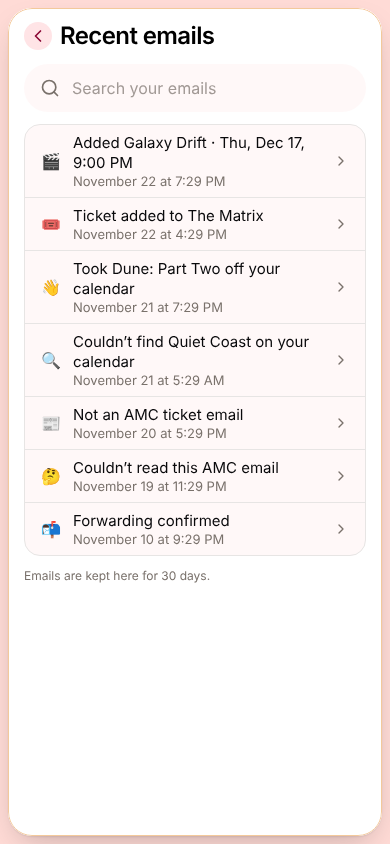 Recent emails
Search your emails
Added Galaxy Drift · Thu, Dec 17,
9:00 PM
November 22 at 7:29 PM
Ticket added to The Matrix
November 22 at 4:29 PM
Took Dune: Part Two off your
calendar
November 21 at 7:29 PM
Couldn’t find Quiet Coast on your
calendar
November 21 at 5:29 AM
Not an AMC ticket email
November 20 at 5:29 PM
Couldn’t read this AMC email
November 19 at 11:29 PM
Forwarding confirmed
November 10 at 9:29 PM
Emails are kept here for 30 days.